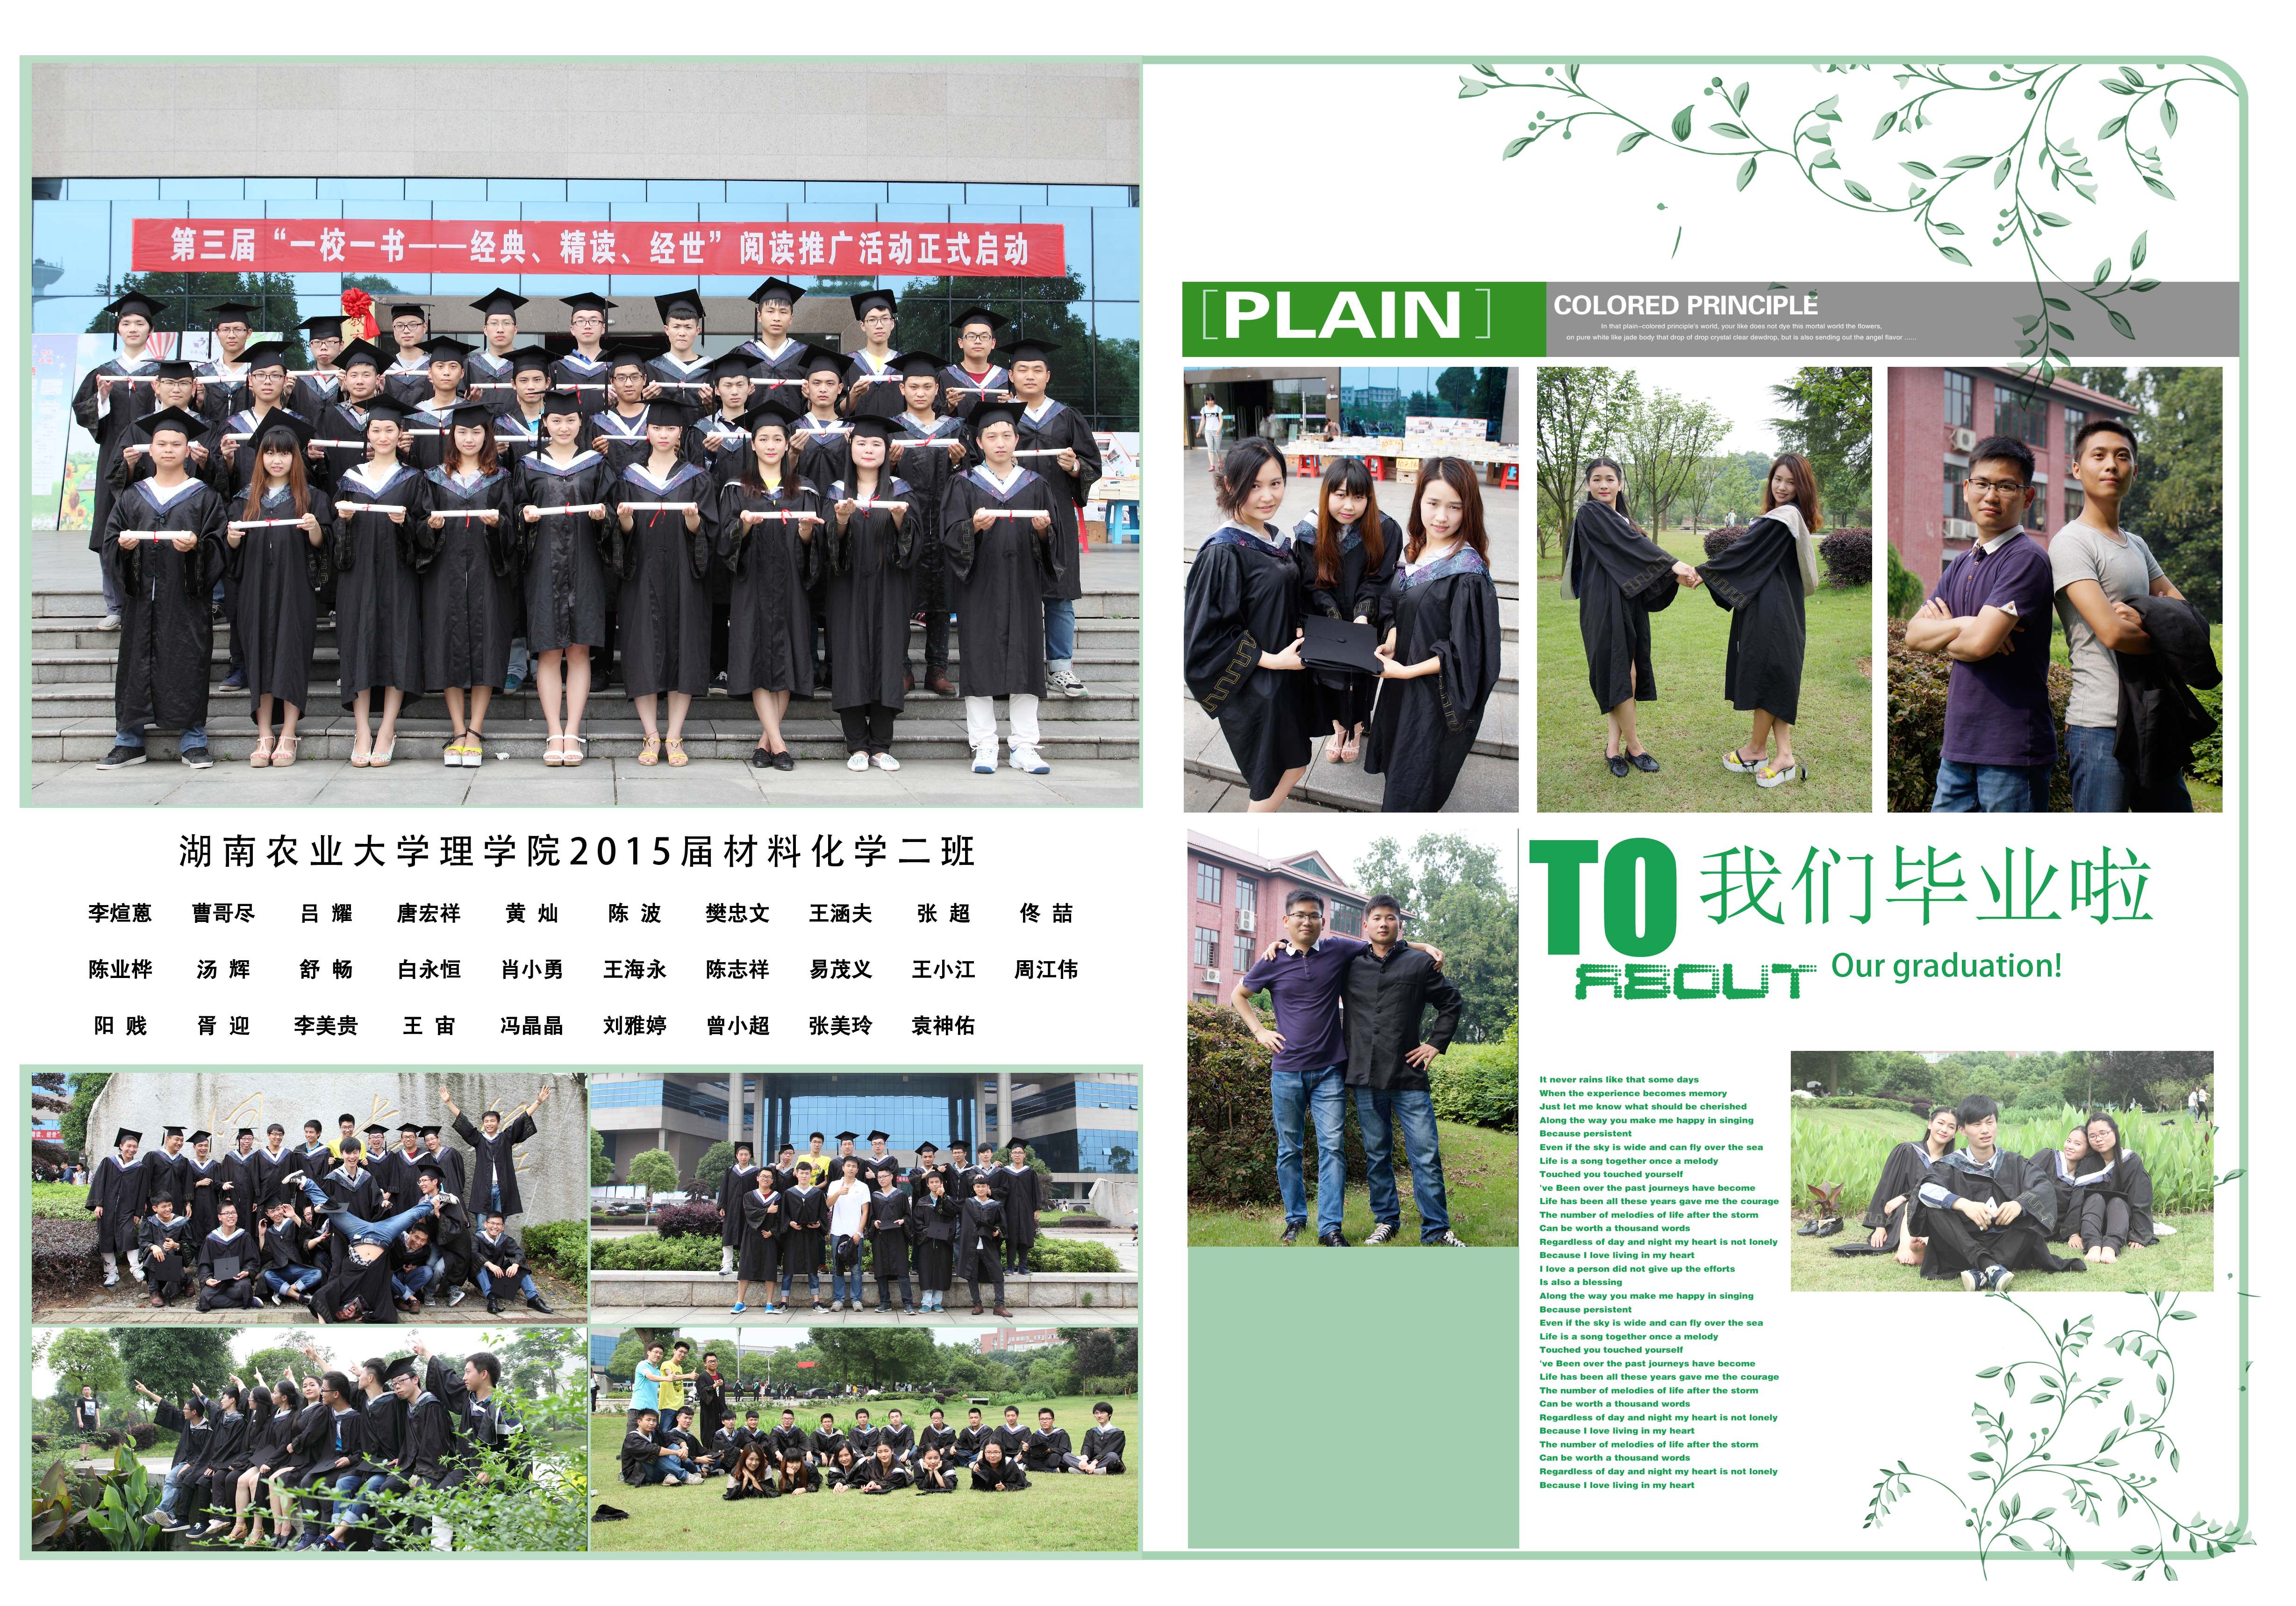 第三届“一校一书——经典、精读、经世”阅读推广活动正式启动
湖南农业大学理学院2015届材料化学二班
李煊蒽 曹哥尽 吕 耀 唐宏祥 黄 灿 陈 波 樊忠文 王涵夫 张 超 佟 喆
陈业桦 汤 辉 舒 畅 白永恒 肖小勇 王海永 陈志祥 易茂义 王小江 周江伟
阳 贱 胥 迎 李美贵 王 宙 冯晶晶 刘雅婷 曾小超 张美玲 袁神佑
[PLAIN]
COLORED PRINCIPLE
In that plain-colored principle's world, your like does not dye this mortal world the flowers,
on pure white like jade body that drop of drop crystal clear dewdrop, but is also sending out the angel flavor ......
TO 我们毕业啦
FECUT Our graduation!
It never rains like that some days
When the experience becomes memory
Just let me know what should be cherished
Along the way you make me happy in singing
Because persistent
Even if the sky is wide and can fly over the sea
Life is a song together once a melody
Touched you touched yourself
've Been over the past journeys have become
Life has been all these years gave me the courage
The number of melodies of life after the storm
Can be worth a thousand words
Regardless of day and night my heart is not lonely
Because I love living in my heart
I love a person did not give up the efforts
Is also a blessing
Along the way you make me happy in singing
Because persistent
Even if the sky is wide and can fly over the sea
Life is a song together once a melody
Touched you touched yourself
've Been over the past journeys have become
Life has been all these years gave me the courage
The number of melodies of life after the storm
Can be worth a thousand words
Regardless of day and night my heart is not lonely
Because I love living in my heart
The number of melodies of life after the storm
Can be worth a thousand words
Regardless of day and night my heart is not lonely
Because I love living in my heart